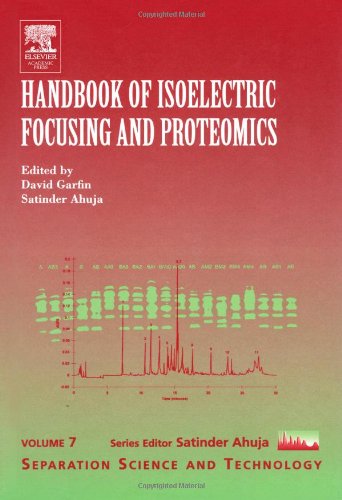 ELSEVIER
ACADEMIC
PRESS
HANDBOOK OF ISOELECTRIC
FOCUSING AND PROTEOMICS
Edited by
David Garfin
Satinder Ahuja
VOLUME 7
Series Editor Satinder Ahuja
SEPARATION SCIENCE AND TECHNOLOGY